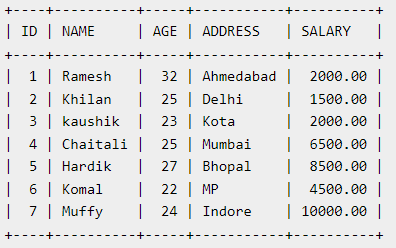 +----+----------+-----+-----------+----------+
| ID | NAME     | AGE | ADDRESS   | SALARY   |
+----+----------+-----+-----------+----------+
|  1 | Ramesh   |  32 | Ahmedabad |  2000.00 |
|  2 | Khilan   |  25 | Delhi     |  1500.00 |
|  3 | kaushik  |  23 | Kota      |  2000.00 |
|  4 | Chaitali |  25 | Mumbai    |  6500.00 |
|  5 | Hardik   |  27 | Bhopal    |  8500.00 |
|  6 | Komal    |  22 | MP        |  4500.00 |
|  7 | Muffy    |  24 | Indore    | 10000.00 |
+----+----------+-----+-----------+----------+